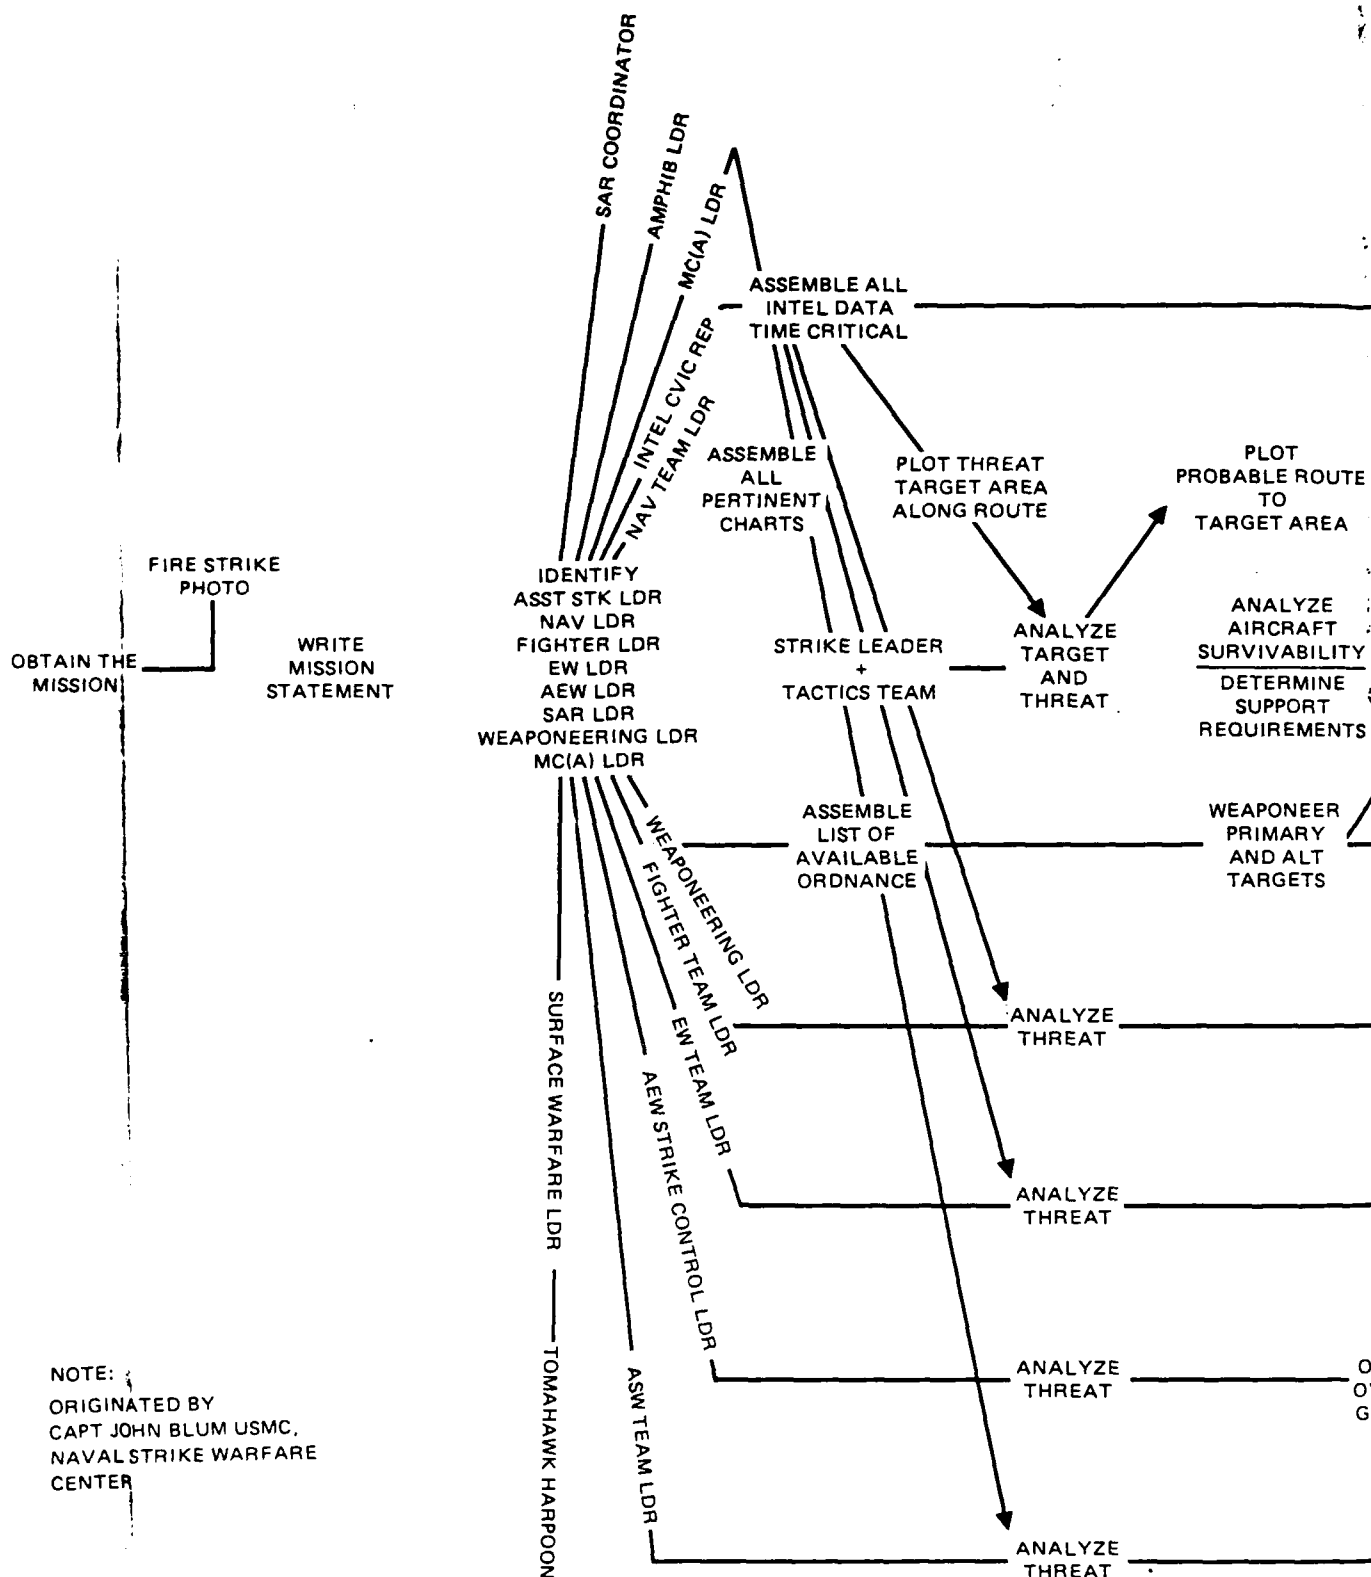 SAR COORDINATOR
AMPHIB LDR
MC(A) LDR
INTEL CVIC REP
NAV TEAM LDR
ASSEMBLE ALL
INTEL DATA
TIME CRITICAL
ASSEMBLE
ALL
PERTINENT
CHARTS
PLOT THREAT
TARGET AREA
ALONG ROUTE
PLOT
PROBABLE ROUTE
TO
TARGET AREA
FIRE STRIKE
PHOTO
OBTAIN THE
MISSION
WRITE
MISSION
STATEMENT
IDENTIFY
ASST STK LDR
NAV LDR
FIGHTER LDR
EW LDR
AEW LDR
SAR LDR
WEAPONEERING LDR
MC(A) LDR
STRIKE LEADER
+
TACTICS TEAM
ANALYZE
TARGET
AND
THREAT
ANALYZE
AIRCRAFT
SURVIVABILITY
DETERMINE
SUPPORT
REQUIREMENTS
ASSEMBLE
LIST OF
AVAILABLE
ORDNANCE
WEAPONEER
PRIMARY
AND ALT
TARGETS
WEAPONEERING LDR
FIGHTER TEAM LDR
EW TEAM LDR
AEW STRIKE CONTROL LDR
ASW TEAM LDR
SURFACE WARFARE LDR
TOMAHAWK HARPOON
ANALYZE
THREAT
ANALYZE
THREAT
ANALYZE
THREAT
O
O
G
ANALYZE
THREAT
NOTE:
ORIGINATED BY
CAPT JOHN BLUM USMC,
NAVAL STRIKE WARFARE
CENTER